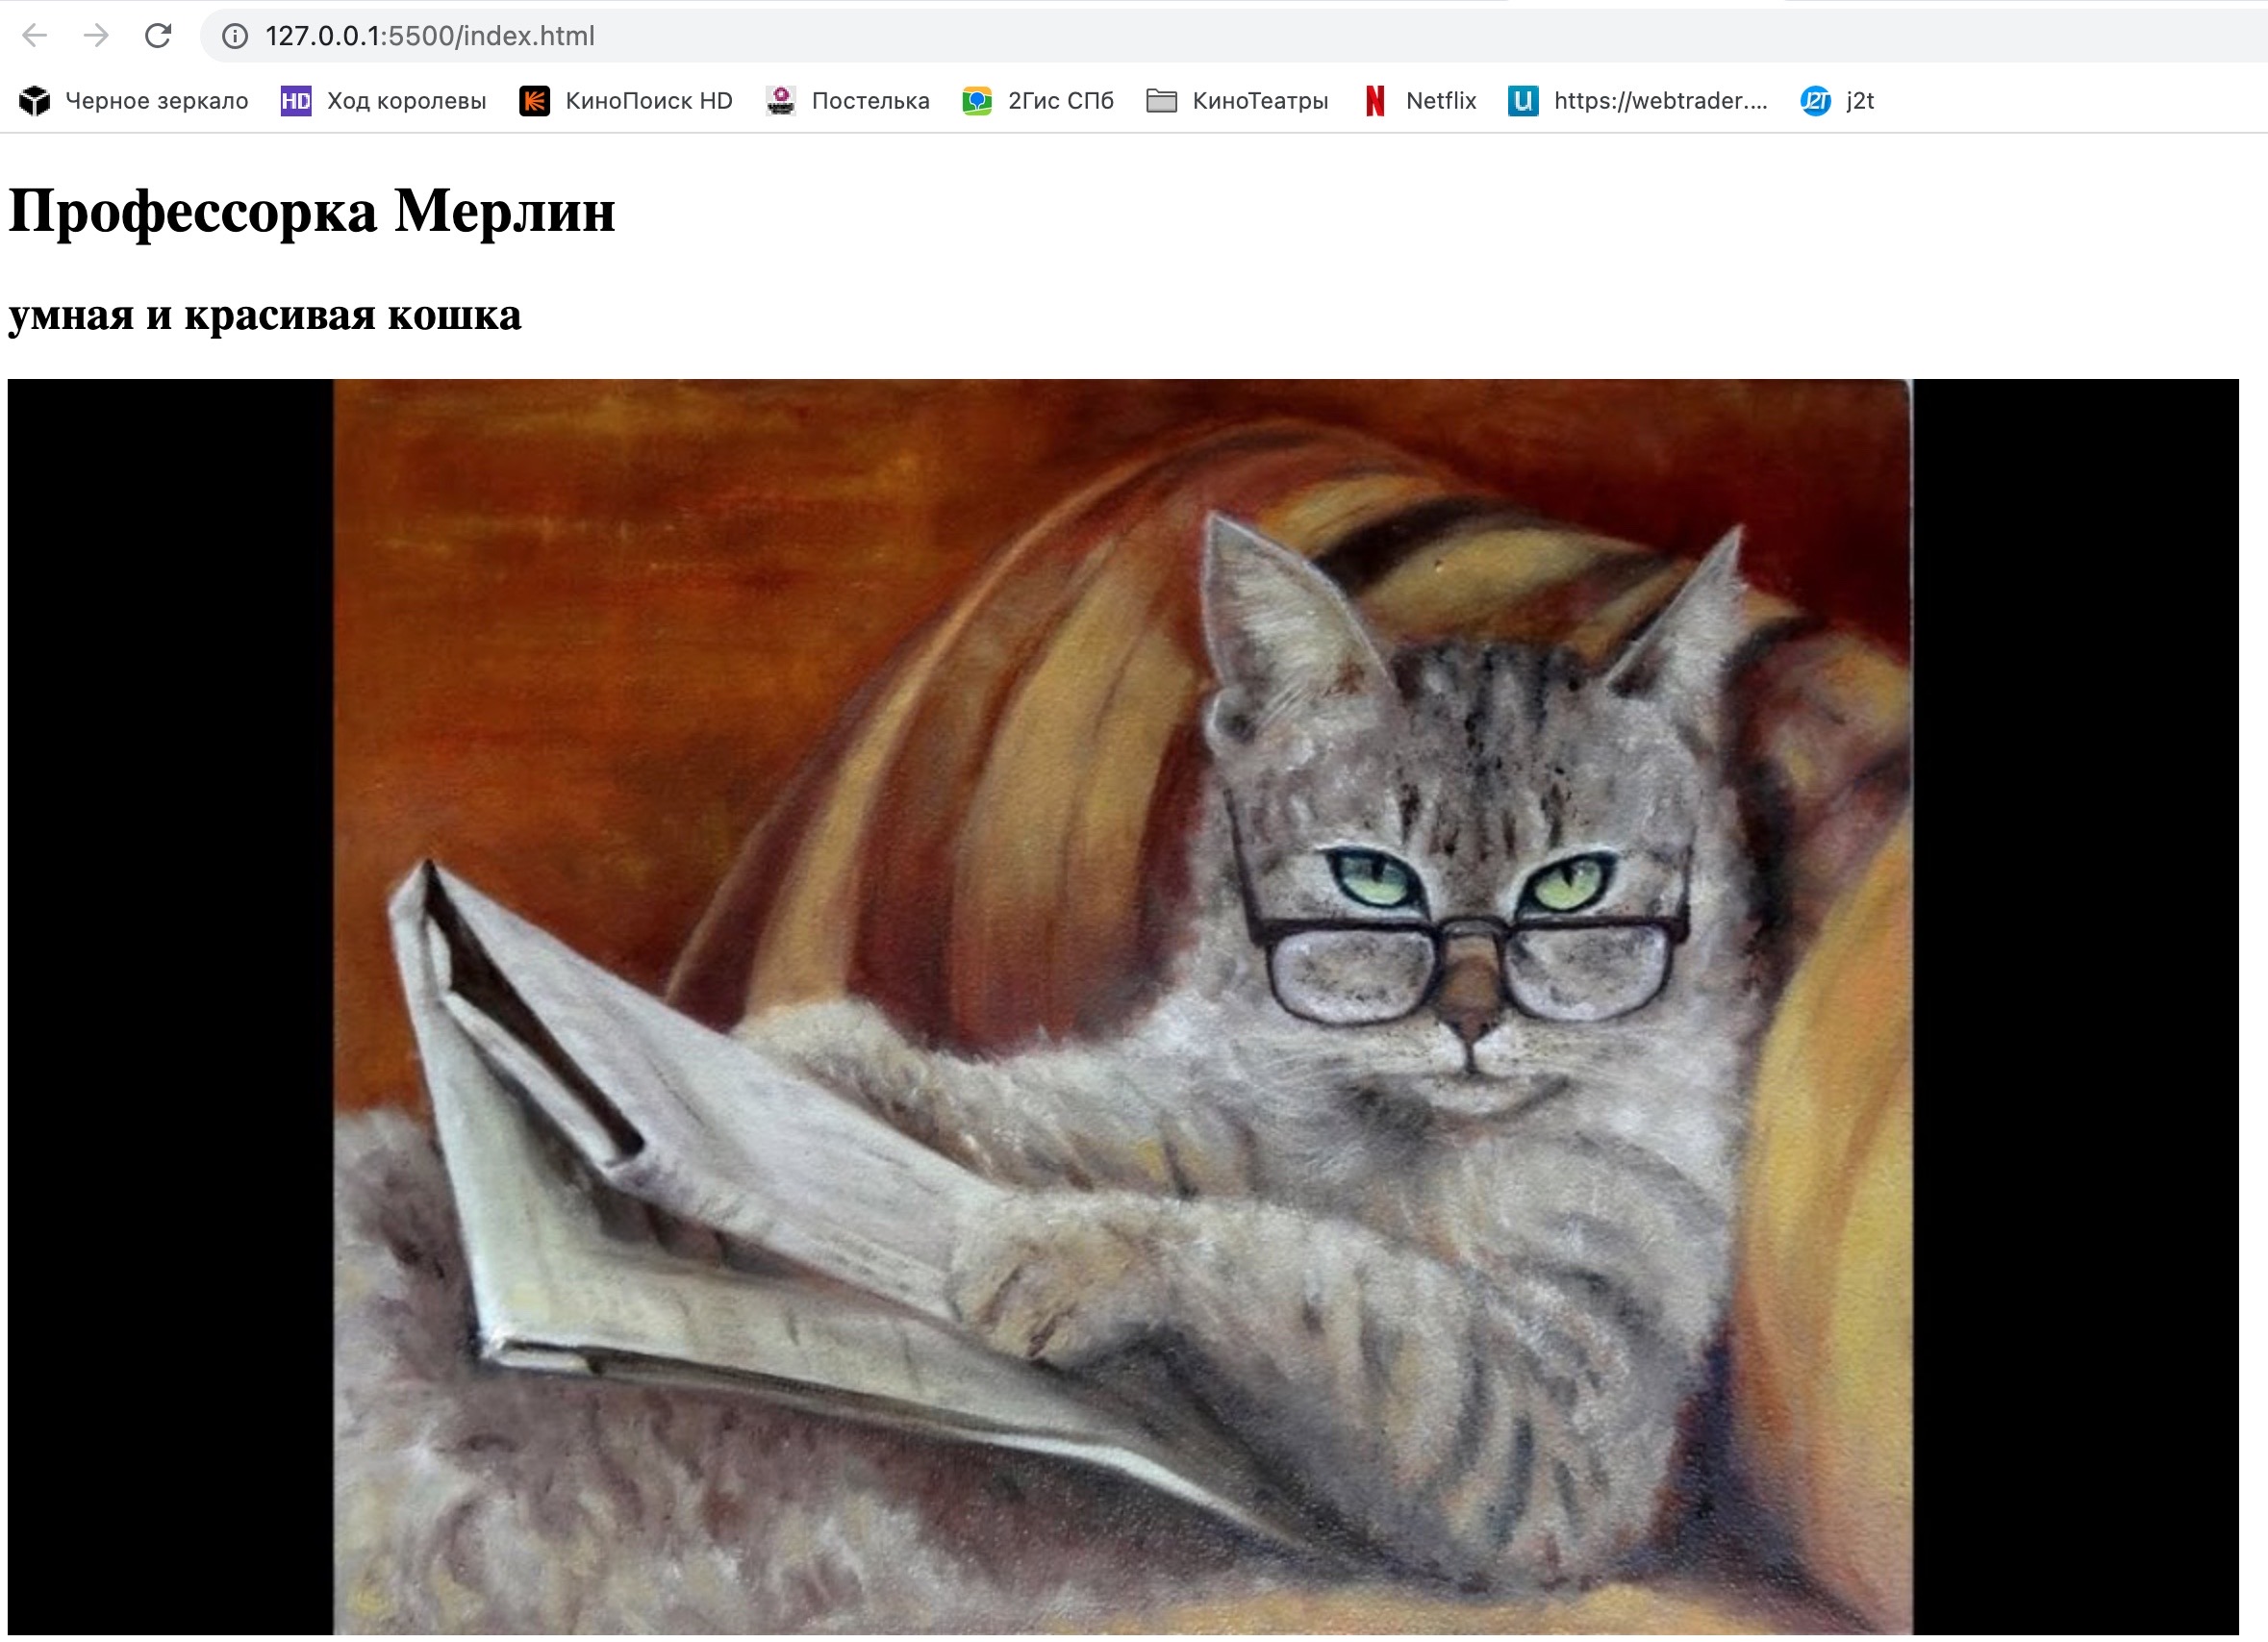 127.0.0.1:5500/index.html
Черное зеркало HD Ход королевы КиноПоиск HD Постелька 2Гис СПб КиноТеатры N Netflix U https://webtrader.... J2T j2t
Профессорка Мерлин
умная и красивая кошка